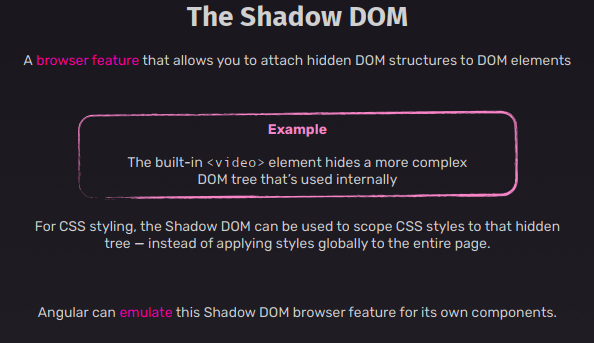 The Shadow DOM
A browser feature that allows you to attach hidden DOM structures to DOM elements
Example
The built-in <video> element hides a more complex
DOM tree that's used internally
For CSS styling, the Shadow DOM can be used to scope CSS styles to that hidden
tree — instead of applying styles globally to the entire page.
Angular can emulate this Shadow DOM browser feature for its own components.